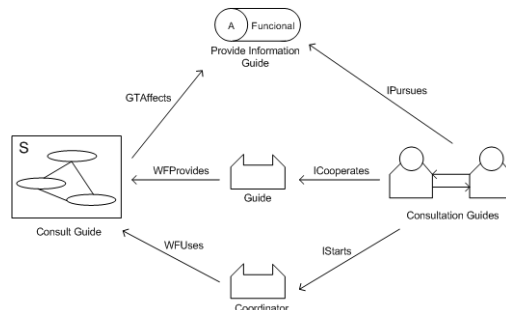 A Funcional
Provide Information
Guide
GTAffects
IPursues
S
WFProvides
ICooperates
Consult Guide
Guide
Consultation Guides
WFUses
IStarts
Coordinator